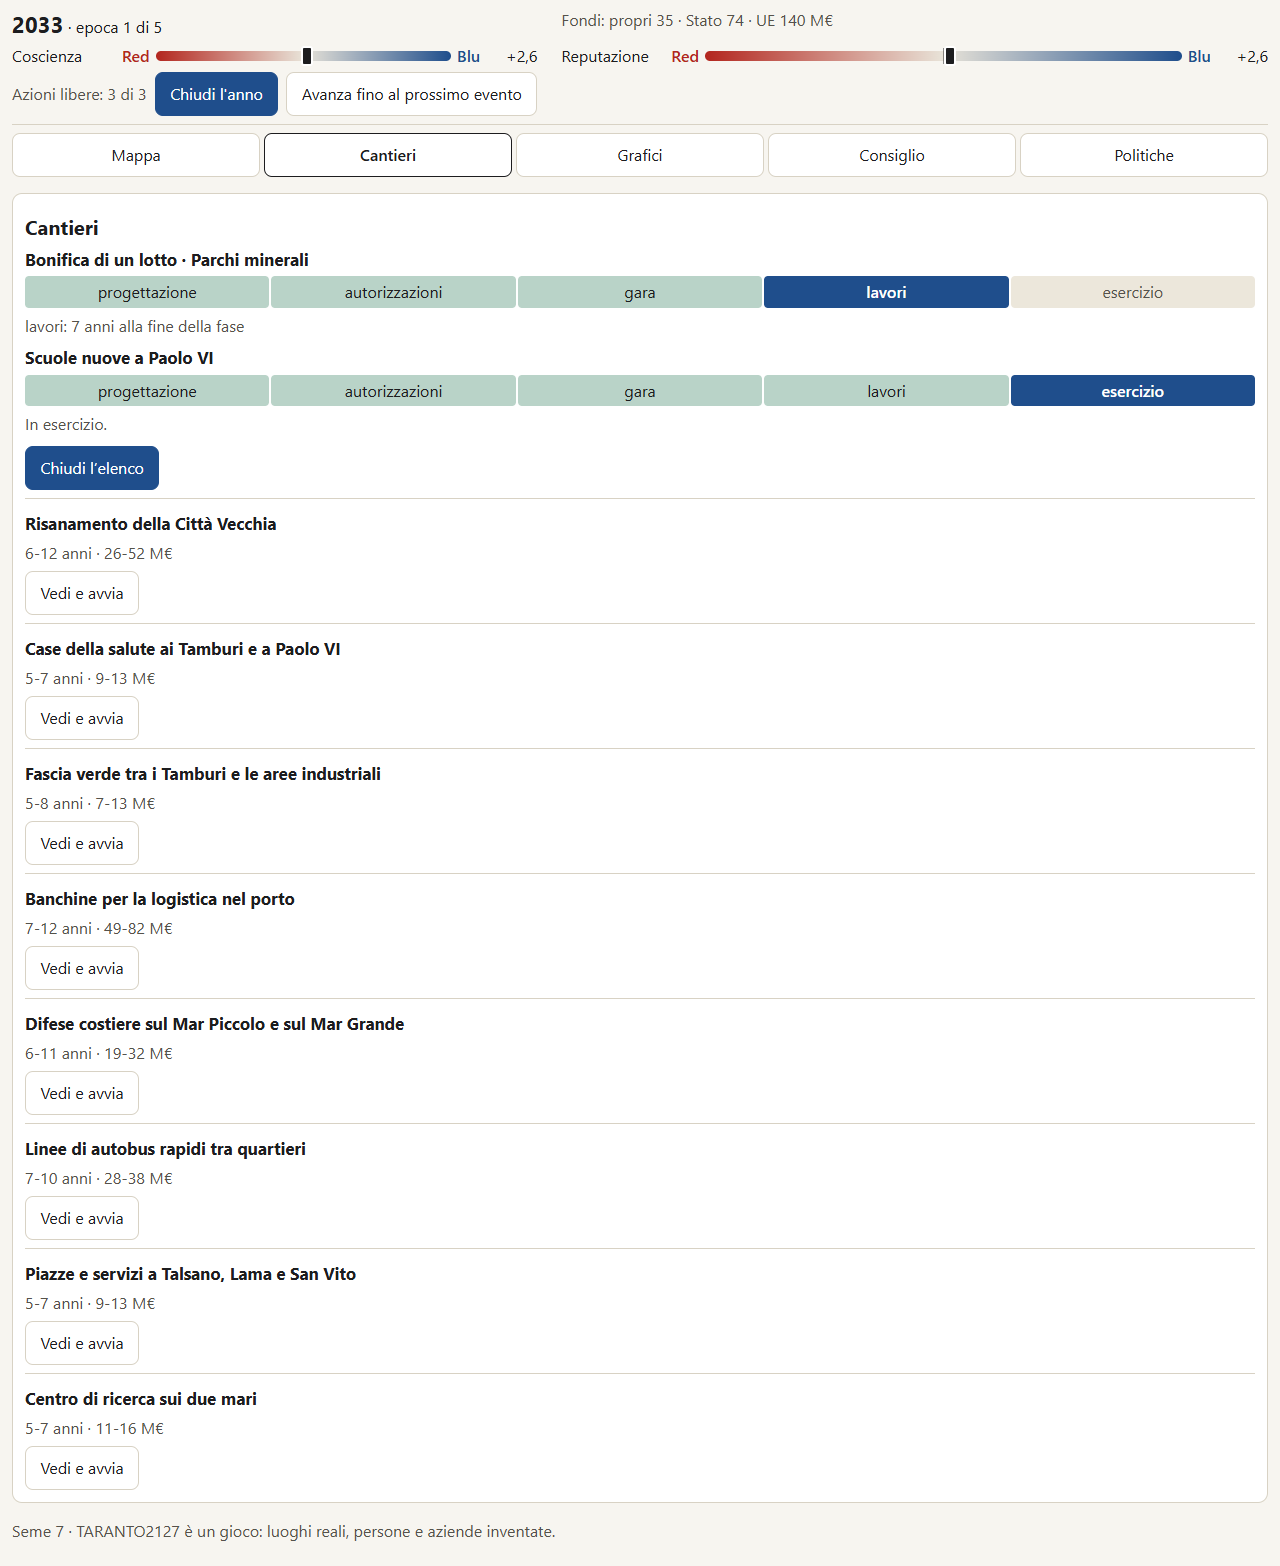 2033 · epoca 1 di 5
Fondi: propri 35 · Stato 74 · UE 140 M€
Coscienza Red Blu +2,6 Reputazione Red Blu +2,6
Azioni libere: 3 di 3 Chiudi l'anno Avanza fino al prossimo evento
Mappa Cantieri Grafici Consiglio Politiche
Cantieri
Bonifica di un lotto · Parchi minerali
progettazione autorizzazioni gara lavori esercizio
lavori: 7 anni alla fine della fase
Scuole nuove a Paolo VI
progettazione autorizzazioni gara lavori esercizio
In esercizio.
Chiudi l'elenco
Risanamento della Città Vecchia
6-12 anni · 26-52 M€
Vedi e avvia
Case della salute ai Tamburi e a Paolo VI
5-7 anni · 9-13 M€
Vedi e avvia
Fascia verde tra i Tamburi e le aree industriali
5-8 anni · 7-13 M€
Vedi e avvia
Banchine per la logistica nel porto
7-12 anni · 49-82 M€
Vedi e avvia
Difese costiere sul Mar Piccolo e sul Mar Grande
6-11 anni · 19-32 M€
Vedi e avvia
Linee di autobus rapidi tra quartieri
7-10 anni · 28-38 M€
Vedi e avvia
Piazze e servizi a Talsano, Lama e San Vito
5-7 anni · 9-13 M€
Vedi e avvia
Centro di ricerca sui due mari
5-7 anni · 11-16 M€
Vedi e avvia
Seme 7 · TARANTO2127 è un gioco: luoghi reali, persone e aziende inventate.